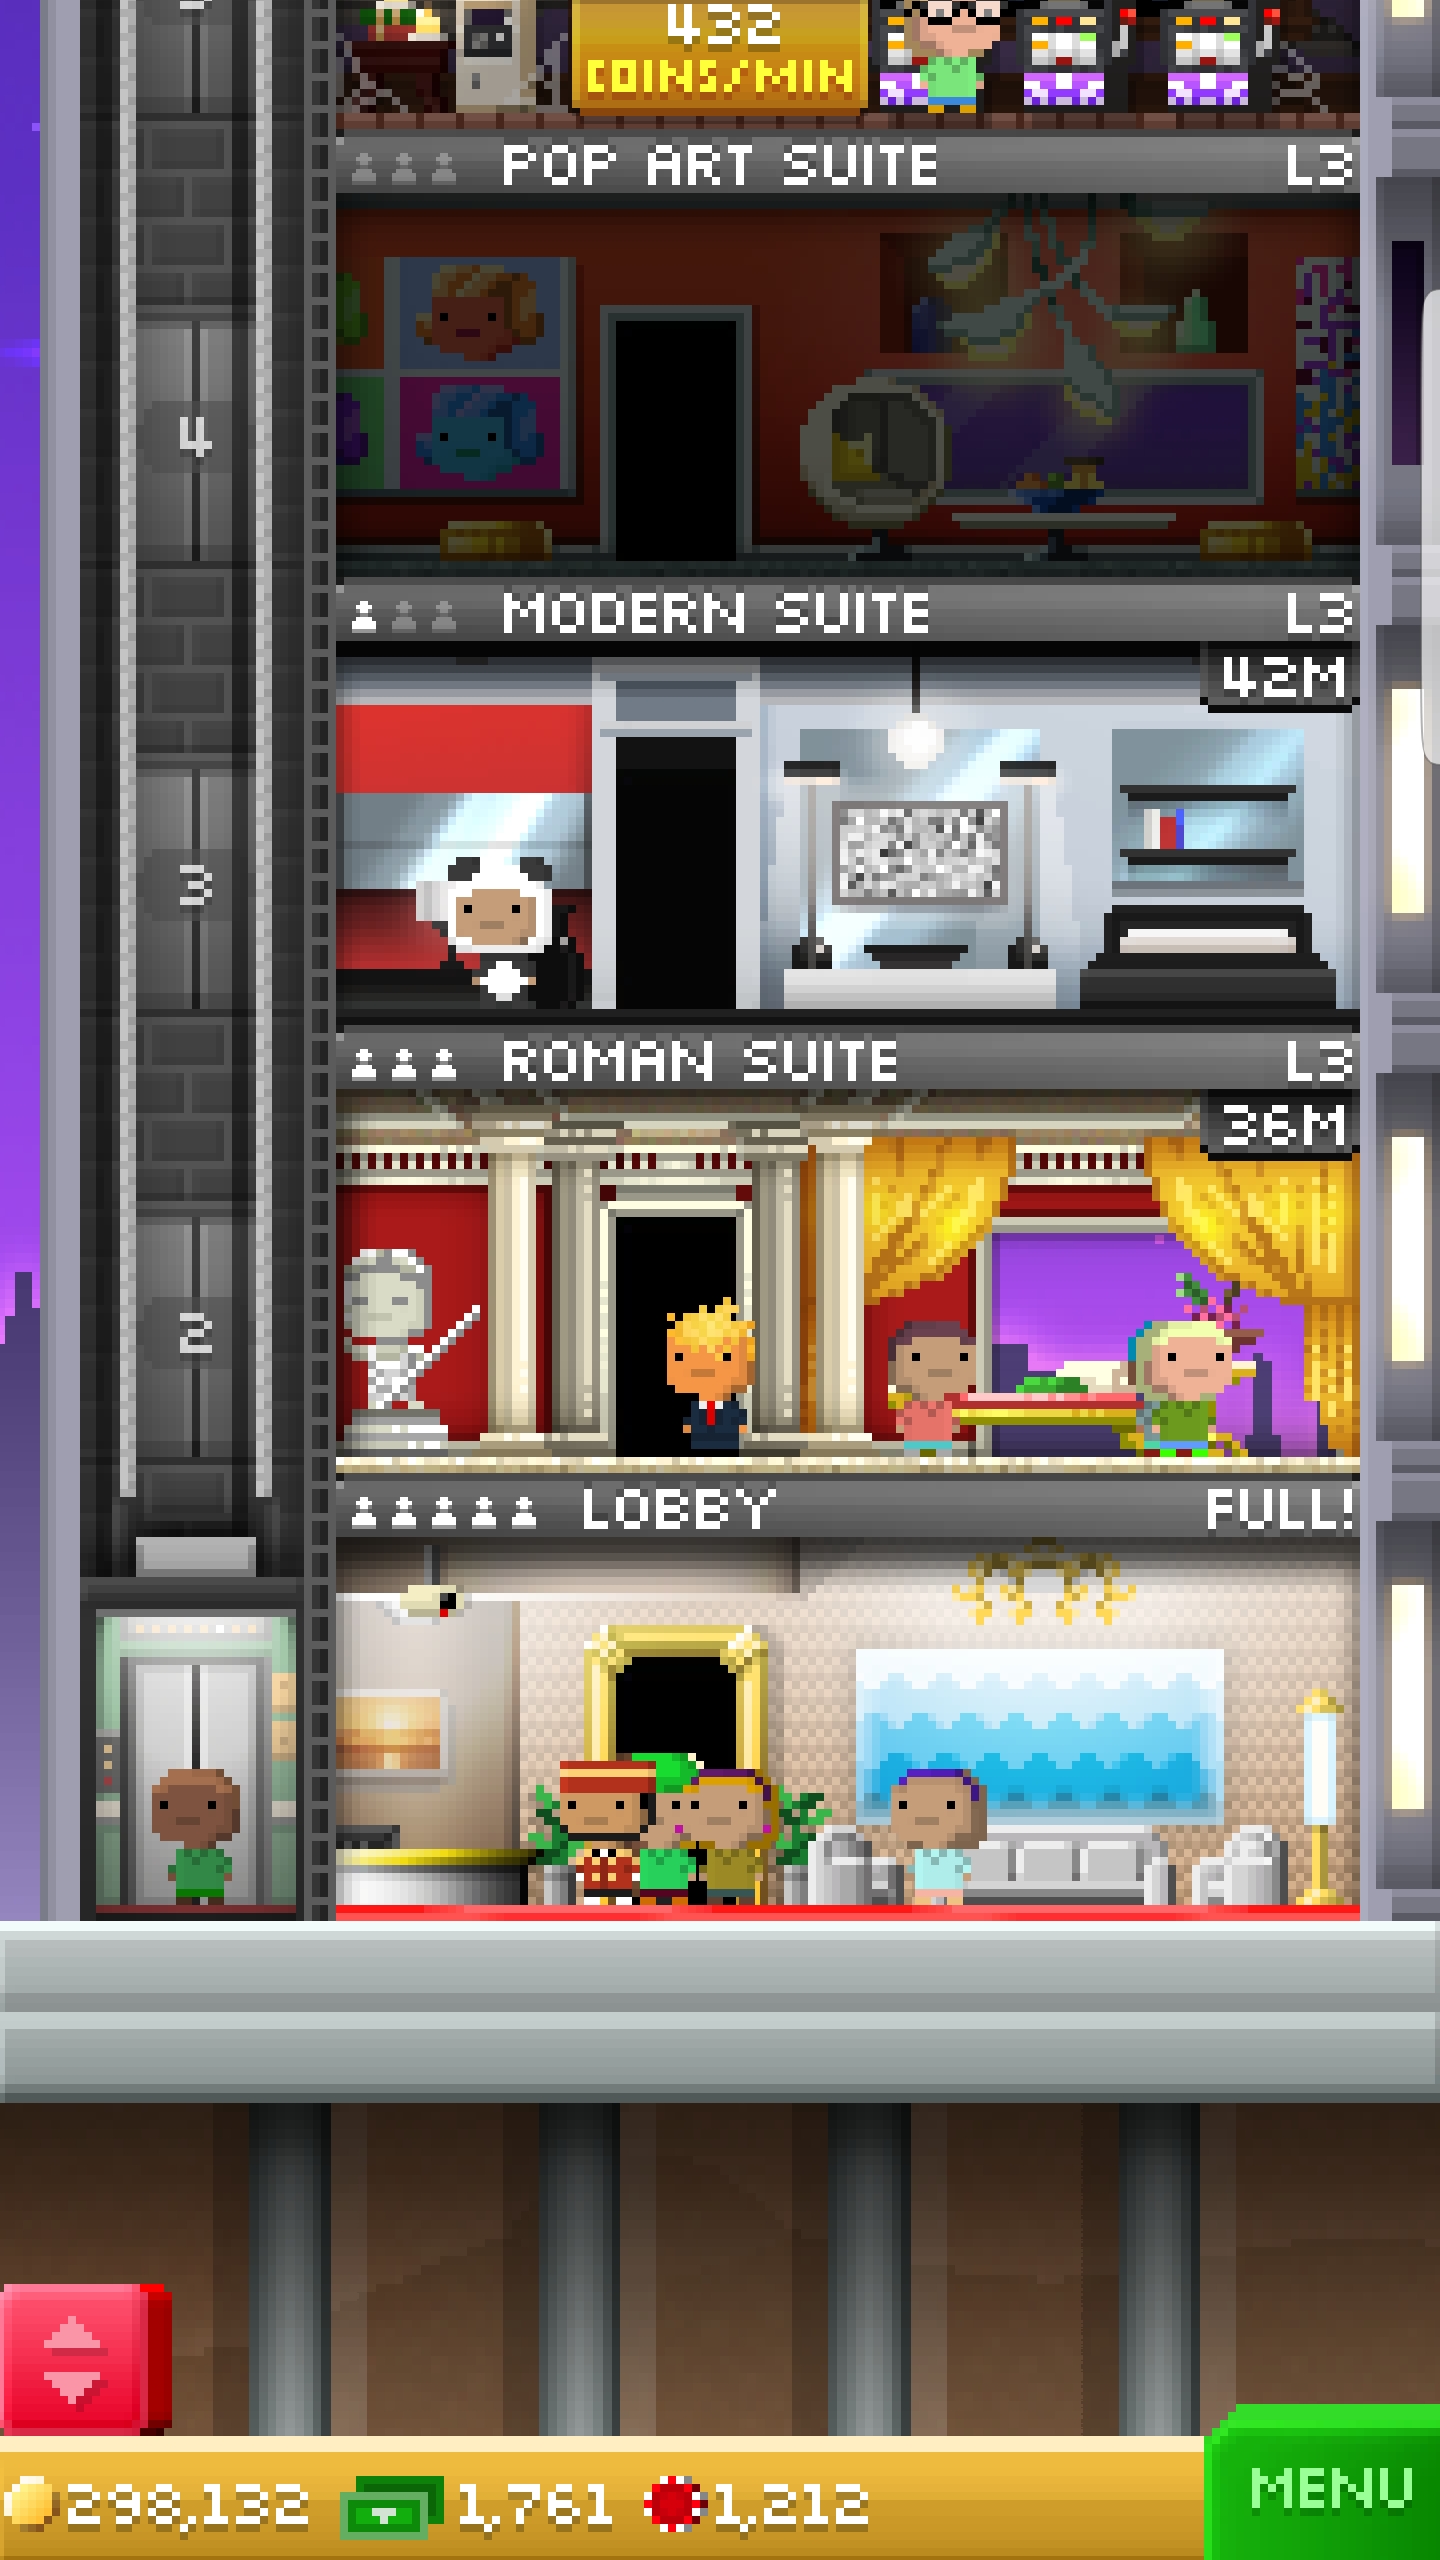 432
COINS/MIN
POP ART SUITE L3
4
MODERN SUITE L3
42M
3
ROMAN SUITE L3
36M
2
LOBBY FULL!
298,132 1,761 1,212
MENU